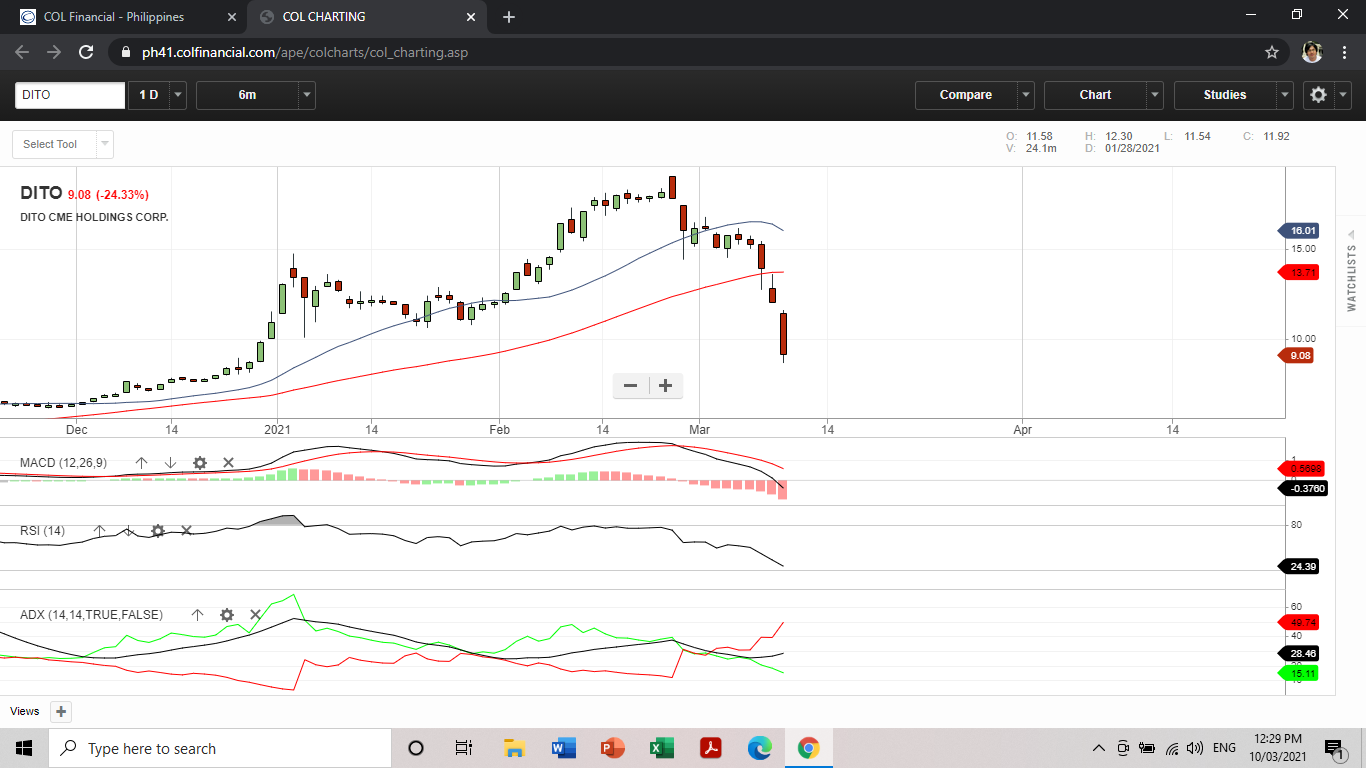 COL Financial - Philippines
COL CHARTING
ph41.colfinancial.com/ape/colcharts/col_charting.asp
DITO 1 D 6m Compare Chart Studies
Select Tool
O: 11.58 H: 12.30 L: 11.54 C: 11.92
V: 24.1m D: 01/28/2021
DITO 9.08 (-24.33%)
DITO CME HOLDINGS CORP.
16.01
15.00
13.71
10.00
9.08
WATCHLISTS
Dec 14 2021 14 Feb 14 Mar 14 Apr 14
MACD (12,26,9)
1
0.6698
-0.3760
RSI (14)
80
24.39
ADX (14,14,TRUE,FALSE)
60
49.74
40
28.46
15.11
Views
Type here to search
ENG
12:29 PM
10/03/2021
1